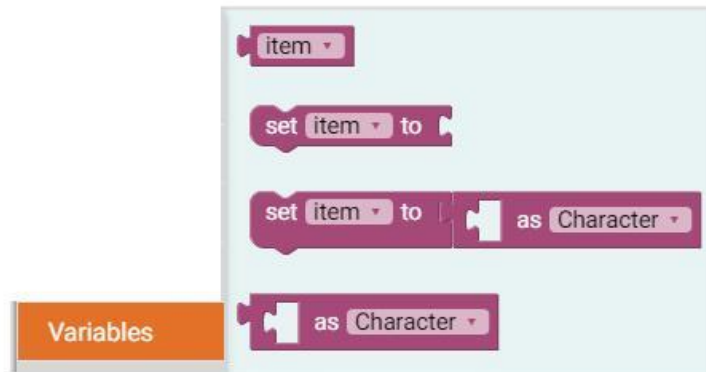 item
set item to
set item to as Character
Variables
as Character